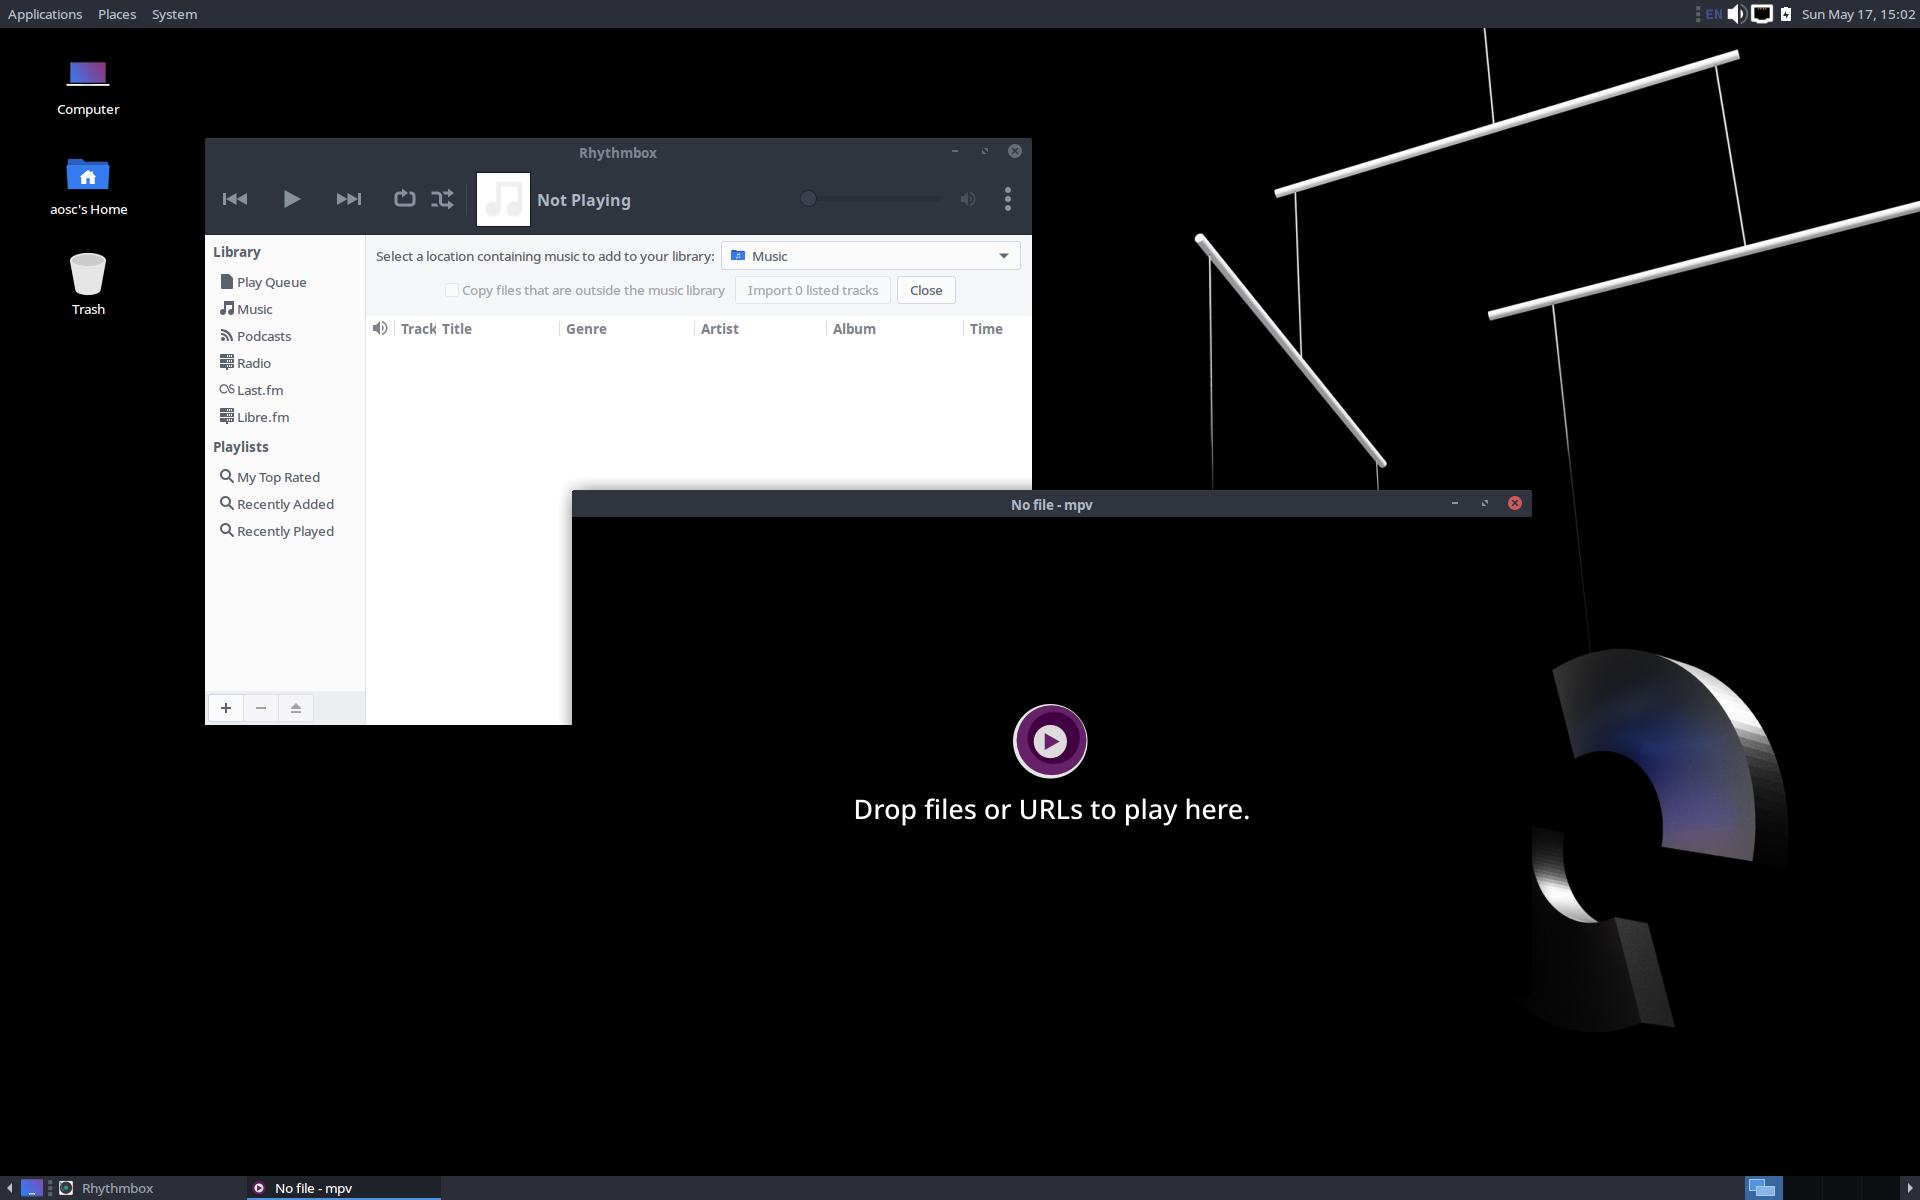 Applications Places System
EN Sun May 17, 15:02
Computer
aosc's Home
Trash
Rhythmbox
Not Playing
Library
Play Queue
Music
Podcasts
Radio
Last.fm
Libre.fm
Playlists
My Top Rated
Recently Added
Recently Played
Select a location containing music to add to your library: Music
Copy files that are outside the music library Import 0 listed tracks Close
Track Title Genre Artist Album Time
No file - mpv
Drop files or URLs to play here.
Rhythmbox No file - mpv